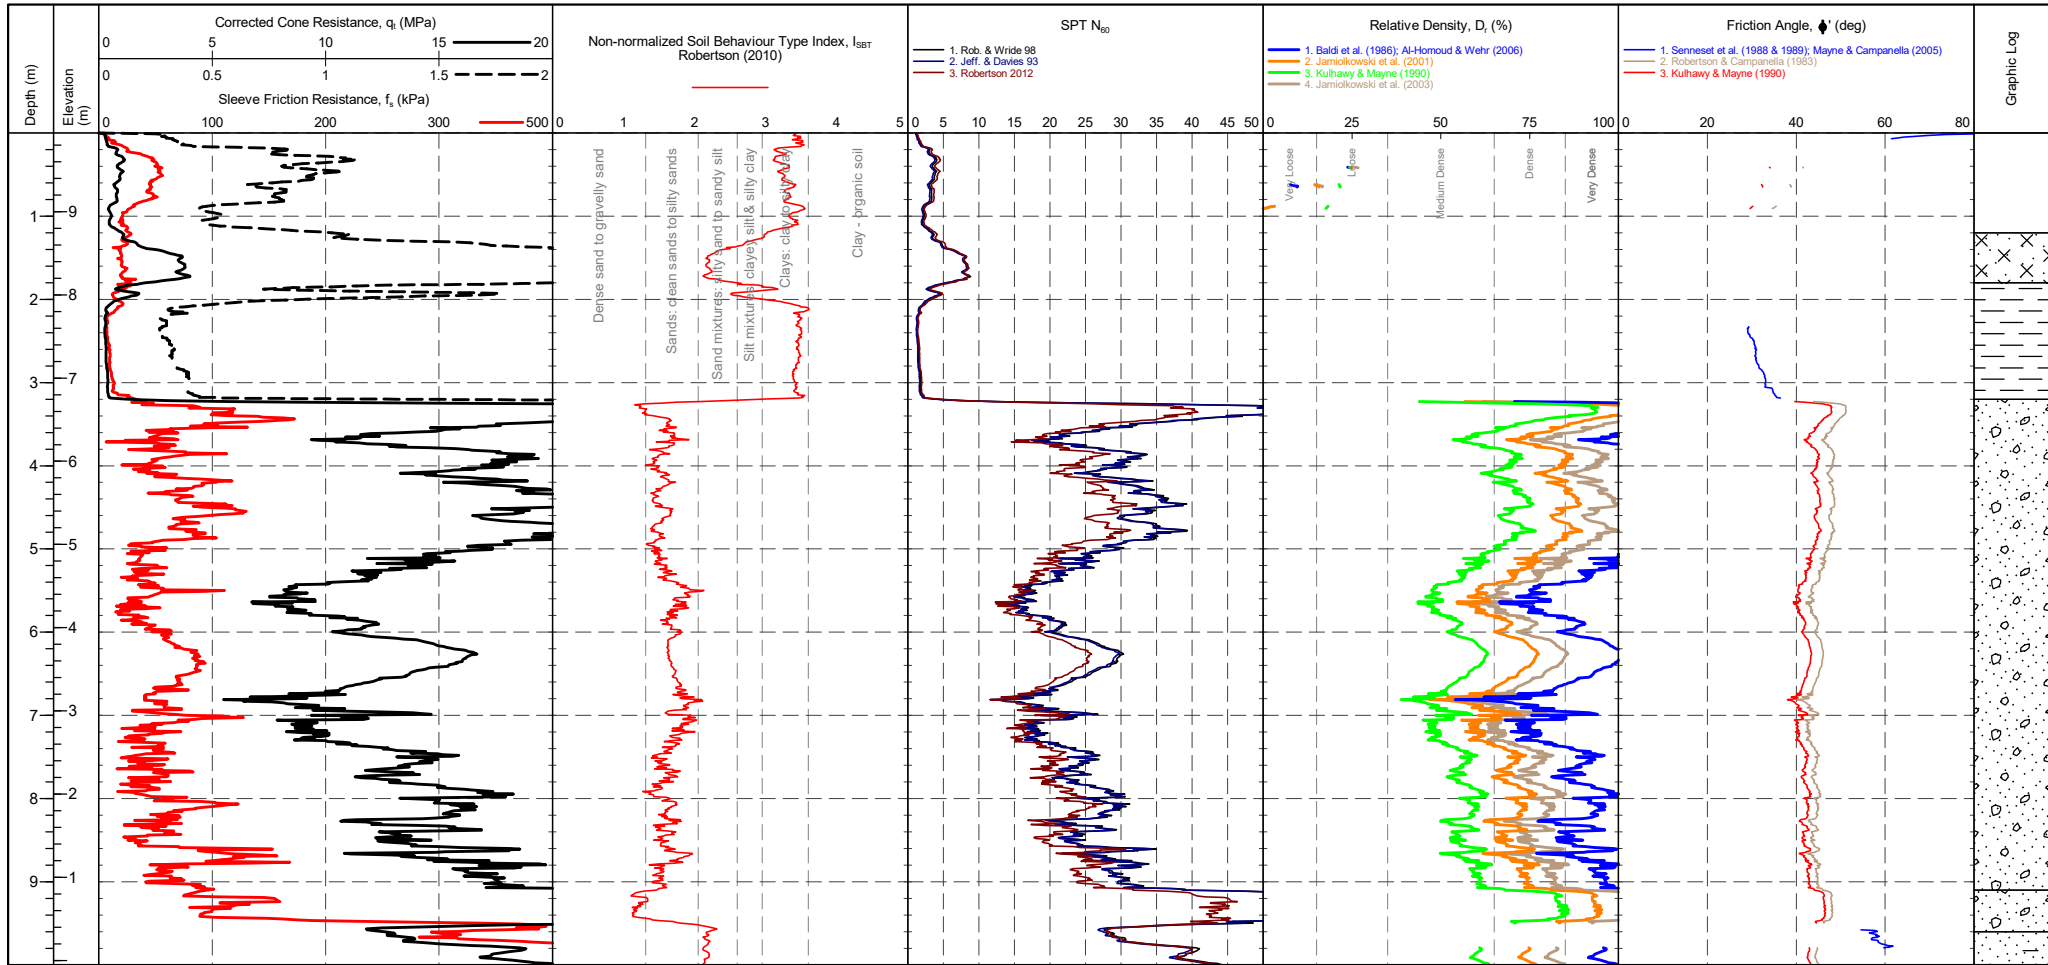 Depth (m)
Elevation (m)
Corrected Cone Resistance, qt (MPa)
0 5 10 15 20
0 0.5 1 1.5 2
Sleeve Friction Resistance, fs (kPa)
0 100 200 300 500
Non-normalized Soil Behaviour Type Index, ISBT
Robertson (2010)
0 1 2 3 4 5
SPT N60
1. Rob. & Wride 98
2. Jeff. & Davies 93
3. Robertson 2012
0 5 10 15 20 25 30 35 40 45 50
Relative Density, Dr (%)
1. Baldi et al. (1986); Al-Homoud & Wehr (2006)
2. Jamiolkowski et al. (2001)
3. Kulhawy & Mayne (1990)
4. Jamiolkowski et al. (2003)
0 25 50 75 100
Friction Angle, ϕ' (deg)
1. Senneset et al. (1988 & 1989); Mayne & Campanella (2005)
2. Robertson & Campanella (1983)
3. Kulhawy & Mayne (1990)
0 20 40 60 80
Graphic Log
Dense sand to gravelly sand
Sands: clean sands to silty sands
Sand mixtures: silty sand to sandy silt
Silt mixtures: clayey silt & silty clay
Clays: clay to silty clay
Clay - organic soil
Very Loose
Loose
Medium Dense
Dense
Very Dense
1 9
2 8
3 7
4 6
5 5
6 4
7 3
8 2
9 1